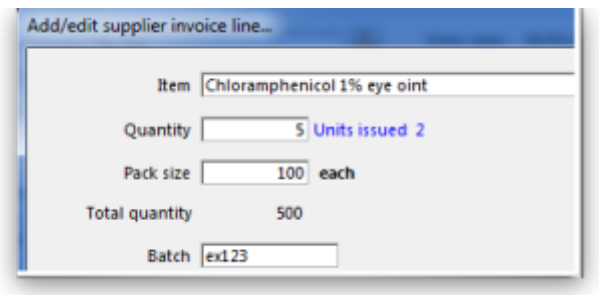 Add/edit supplier invoice line...
Item Chloramphenicol 1% eye oint
Quantity 5 Units issued 2
Pack size 100 each
Total quantity 500
Batch ex123